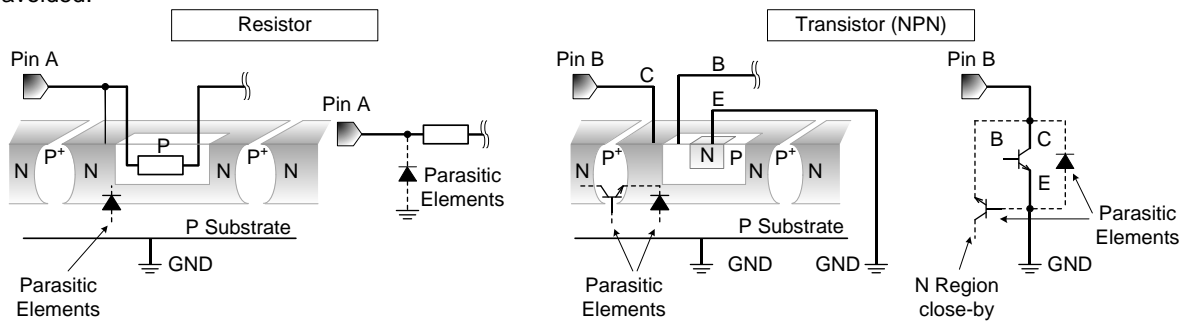 avoided.
Resistor
Transistor (NPN)
Pin A
Pin A
N
P+
N
P
N
P+
N
Parasitic
Elements
P Substrate
GND
Parasitic
Elements
Pin B
C
B
E
N
P+
N
N
P
P+
N
P Substrate
GND
GND
Parasitic
Elements
Pin B
B
C
E
Parasitic
Elements
GND
N Region
close-by